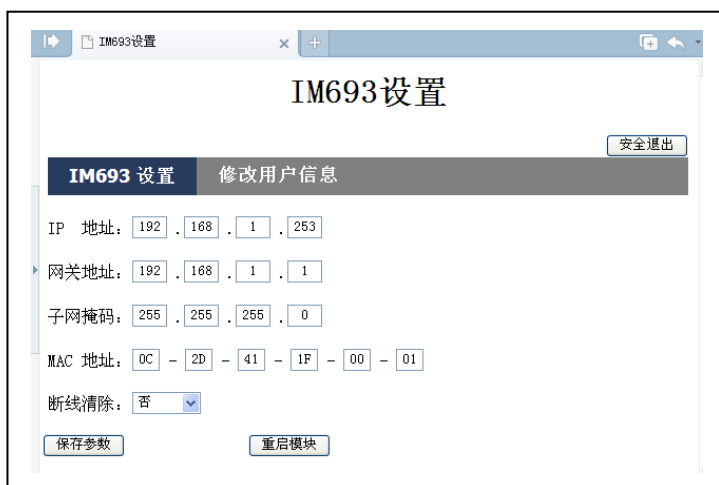 IM693设置
IM693设置
安全退出
IM693 设置 修改用户信息
IP 地址: 192 . 168 . 1 . 253
网关地址: 192 . 168 . 1 . 1
子网掩码: 255 . 255 . 255 . 0
MAC 地址: 0C - 2D - 41 - 1F - 00 - 01
断线清除: 否
保存参数 重启模块